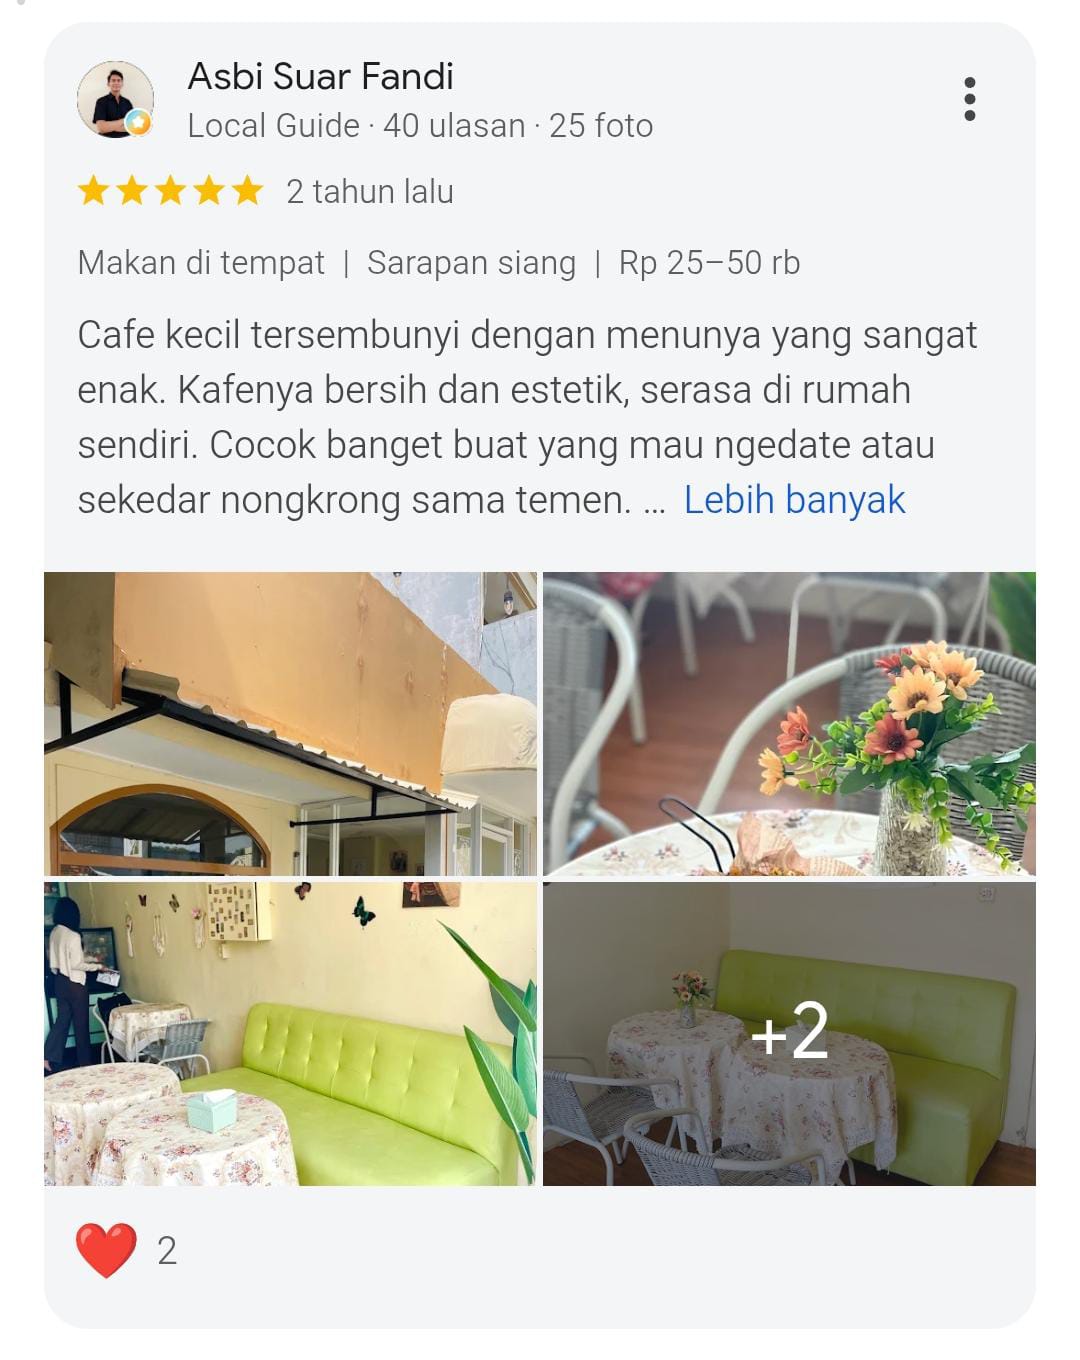 Asbi Suar Fandi
Local Guide · 40 ulasan · 25 foto
2 tahun lalu
Makan di tempat | Sarapan siang | Rp 25–50 rb
Cafe kecil tersembunyi dengan menunya yang sangat
enak. Kafenya bersih dan estetik, serasa di rumah
sendiri. Cocok banget buat yang mau ngedate atau
sekedar nongkrong sama temen. ... Lebih banyak
+2
2